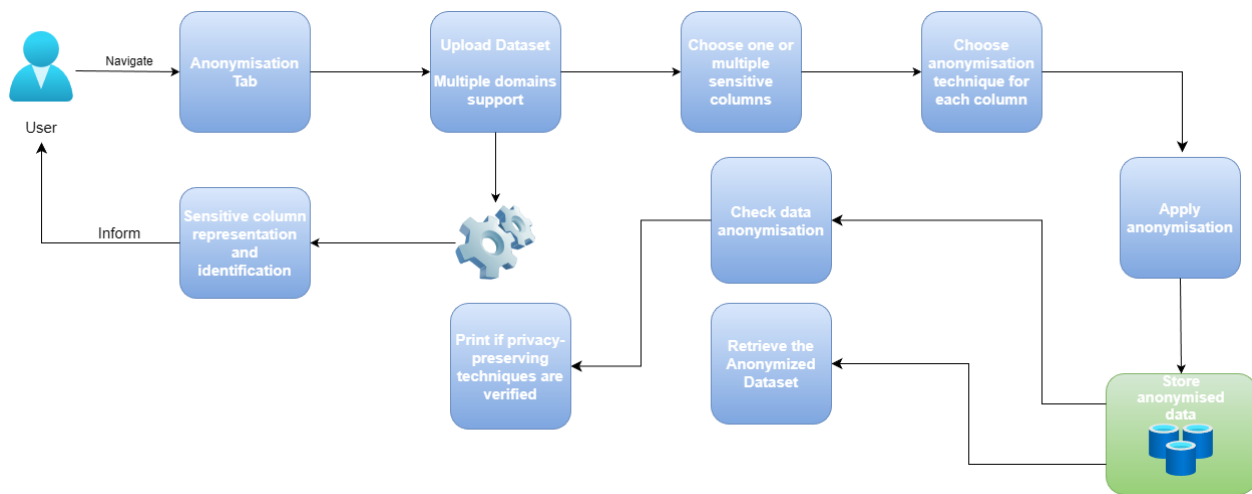 Navigate
User
Anonymisation
Tab
Upload Dataset
Multiple domains
support
Choose one or
multiple
sensitive
columns
Choose
anonymisation
technique for
each column
Sensitive column
representation
and
identification
Inform
Check data
anonymisation
Apply
anonymisation
Print if privacy-
preserving
techniques are
verified
Retrieve the
Anonymized
Dataset
Store
anonymised
data